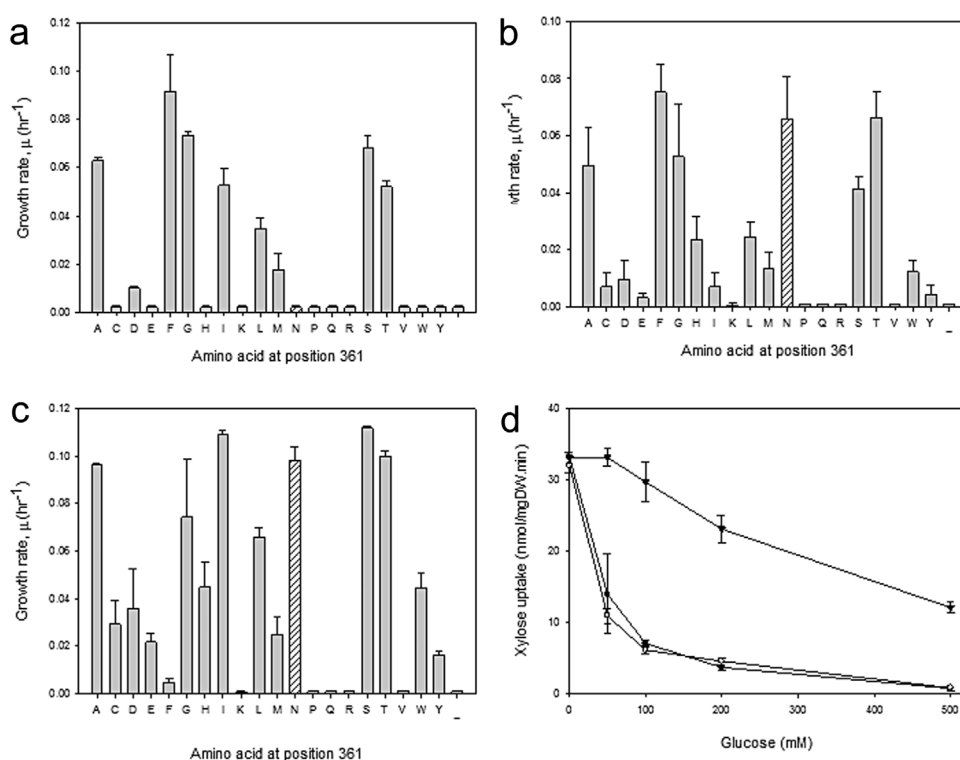 a
Growth rate, μ (hr-1)
0.12
0.10
0.08
0.06
0.04
0.02
0.00
A C D E F G H I K L M N P Q R S T V W Y _
Amino acid at position 361
b
vth rate, μ (hr-1)
0.10
0.08
0.06
0.04
0.02
0.00
A C D E F G H I K L M N P Q R S T V W Y _
Amino acid at position 361
c
Growth rate, μ (hr-1)
0.12
0.10
0.08
0.06
0.04
0.02
0.00
A C D E F G H I K L M N P Q R S T V W Y _
Amino acid at position 361
d
Xylose uptake (nmol/mgDW.min)
40
30
20
10
0
0 100 200 300 400 500
Glucose (mM)